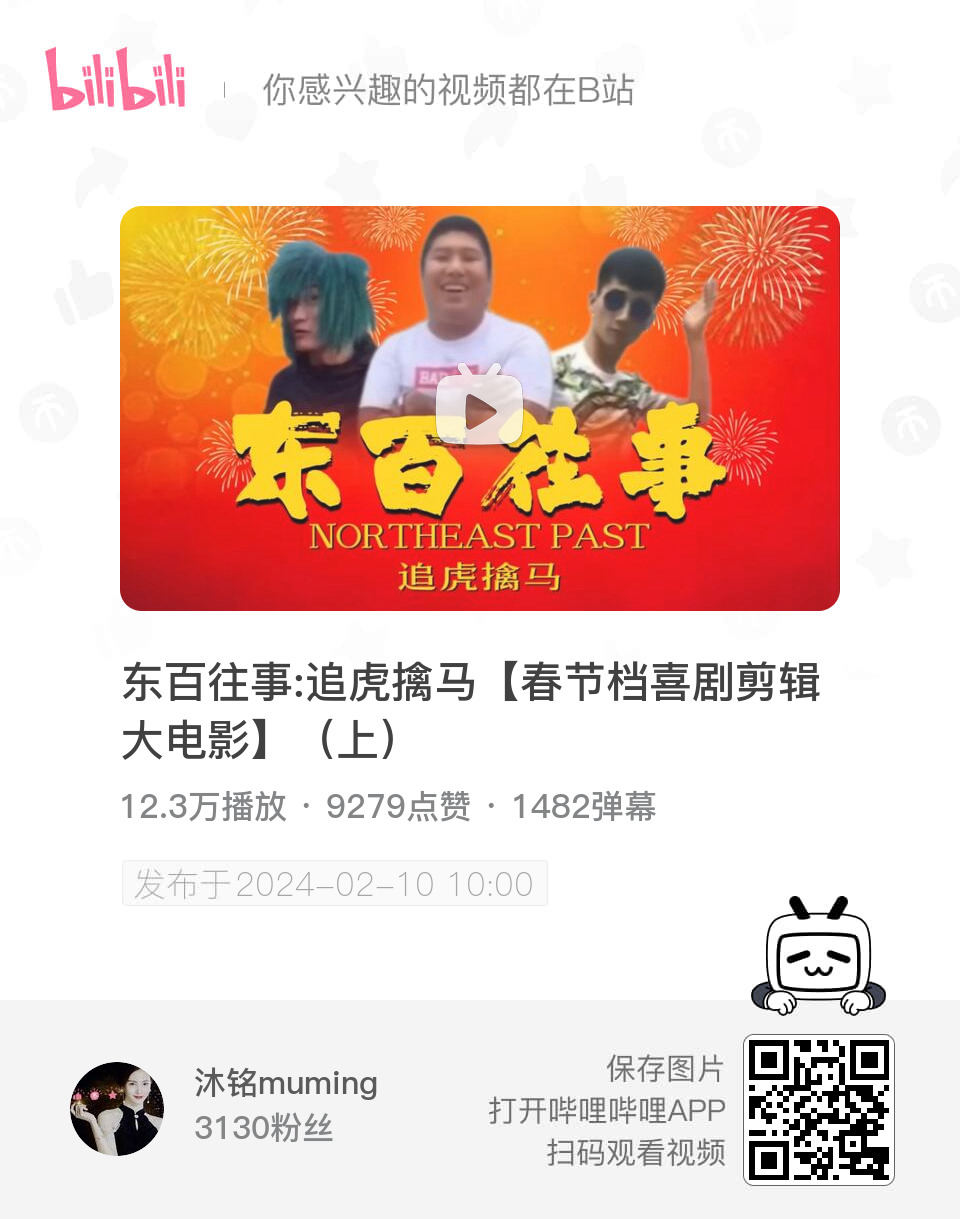 bilibili
你感兴趣的视频都在B站
BAD
东百往事
NORTHEAST PAST
追虎擒马
东百往事:追虎擒马【春节档喜剧剪辑
大电影】（上）
12.3万播放 · 9279点赞 · 1482弹幕
发布于2024-02-10 10:00
沐铭muming
3130粉丝
保存图片
打开哔哩哔哩APP
扫码观看视频